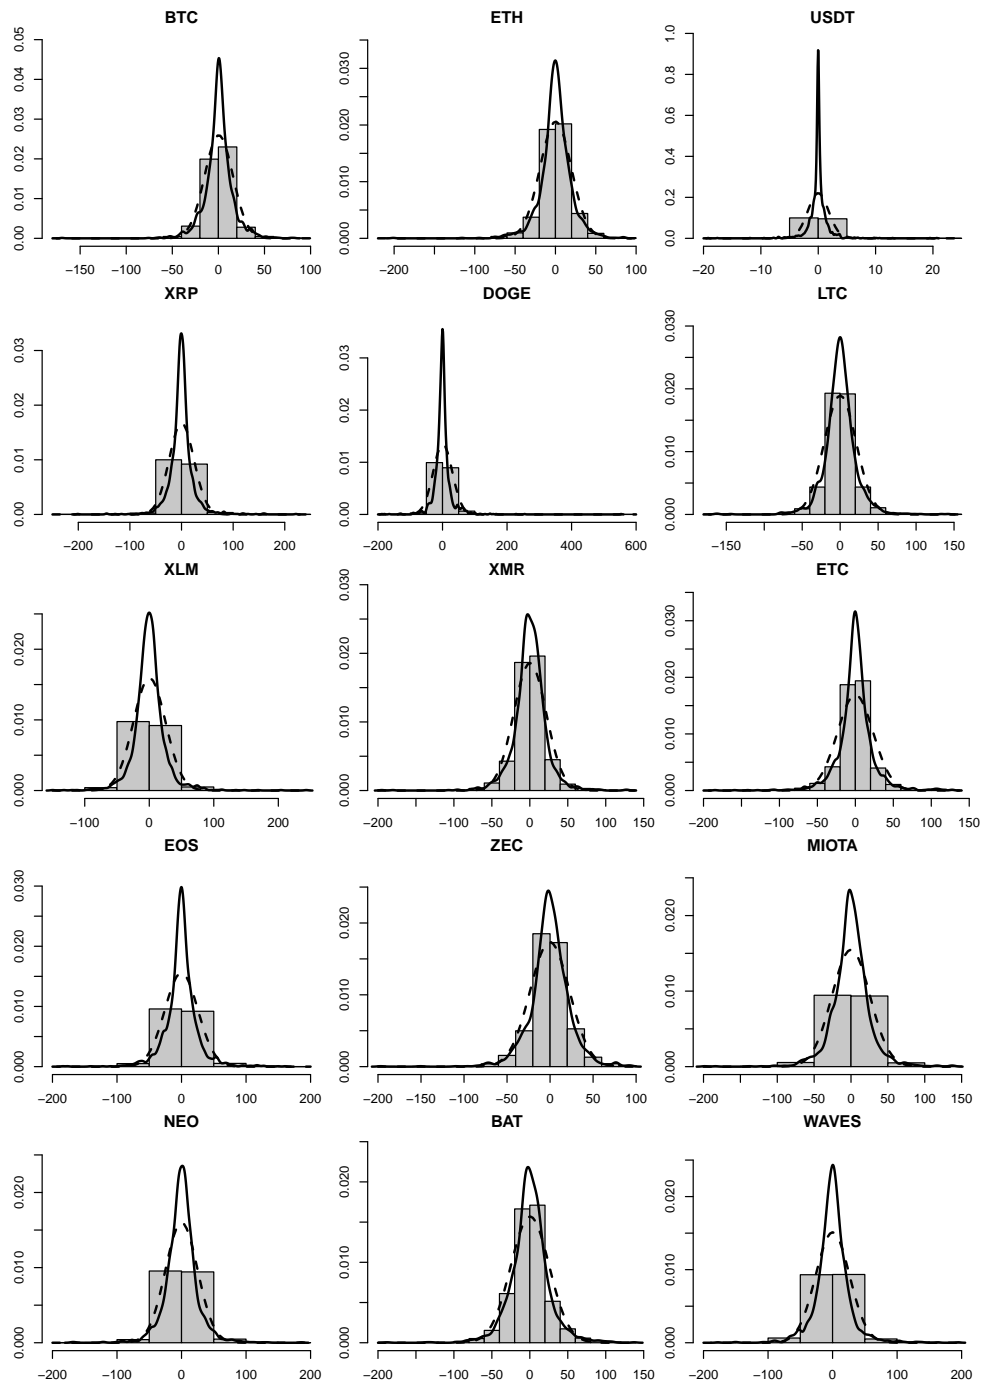 BTC
0.00 0.01 0.02 0.03 0.04 0.05
−150 −100 −50 0 50 100
ETH
0.000 0.010 0.020 0.030
−200 −100 −50 0 50 100
USDT
0.0 0.2 0.4 0.6 0.8 1.0
−20 −10 0 10 20
XRP
0.00 0.01 0.02 0.03
−200 −100 0 100 200
DOGE
0.00 0.01 0.02 0.03
−200 0 200 400 600
LTC
0.000 0.010 0.020 0.030
−150 −50 0 50 100 150
XLM
0.000 0.010 0.020
−100 0 100 200
XMR
0.000 0.010 0.020 0.030
−200 −100 −50 0 50 100 150
ETC
0.000 0.010 0.020 0.030
−200 −100 −50 0 50 100 150
EOS
0.000 0.010 0.020 0.030
−200 −100 0 100 200
ZEC
0.000 0.010 0.020
−200 −100 −50 0 50 100
MIOTA
0.000 0.010 0.020
−200 −100 −50 0 50 100 150
NEO
0.000 0.010 0.020
−200 −100 0 100 200
BAT
0.000 0.010 0.020
−200 −100 −50 0 50 100 150
WAVES
0.000 0.010 0.020
−200 −100 0 100 200